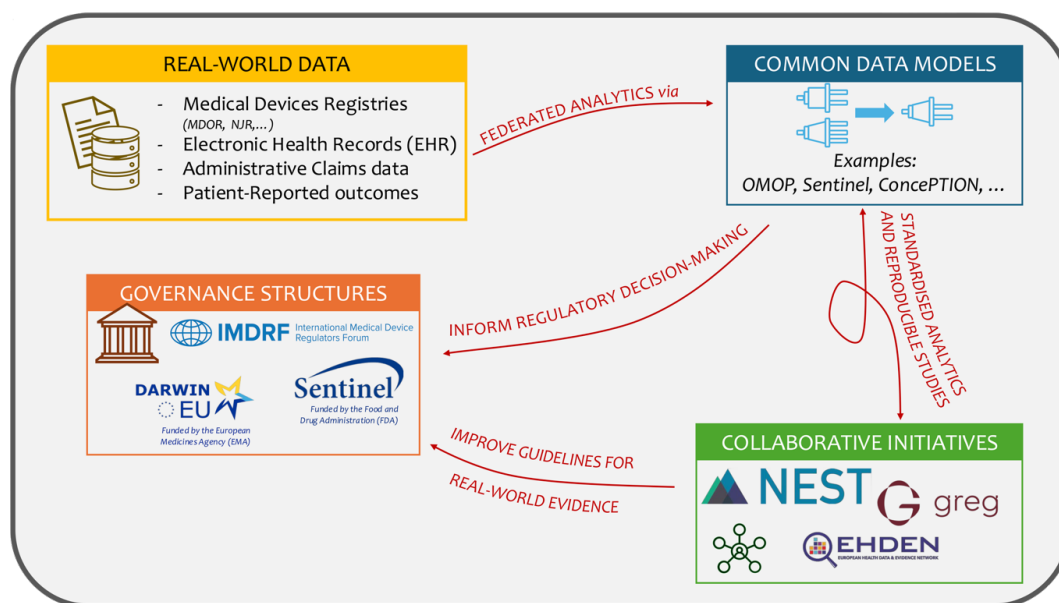 REAL-WORLD DATA
- Medical Devices Registries
(MDOR, NJR,...)
- Electronic Health Records (EHR)
- Administrative Claims data
- Patient-Reported outcomes
FEDERATED ANALYTICS via
COMMON DATA MODELS
Examples:
OMOP, Sentinel, ConcePTION, ...
STANDARDISED ANALYTICS
AND REPRODUCIBLE STUDIES
INFORM REGULATORY DECISION-MAKING
GOVERNANCE STRUCTURES
IMDRF International Medical Device
Regulators Forum
DARWIN
EU
Funded by the European
Medicines Agency (EMA)
Sentinel
Funded by the Food and
Drug Administration (FDA)
IMPROVE GUIDELINES FOR
REAL-WORLD EVIDENCE
COLLABORATIVE INITIATIVES
NEST
G greg
EHDEN
EUROPEAN HEALTH DATA & EVIDENCE NETWORK